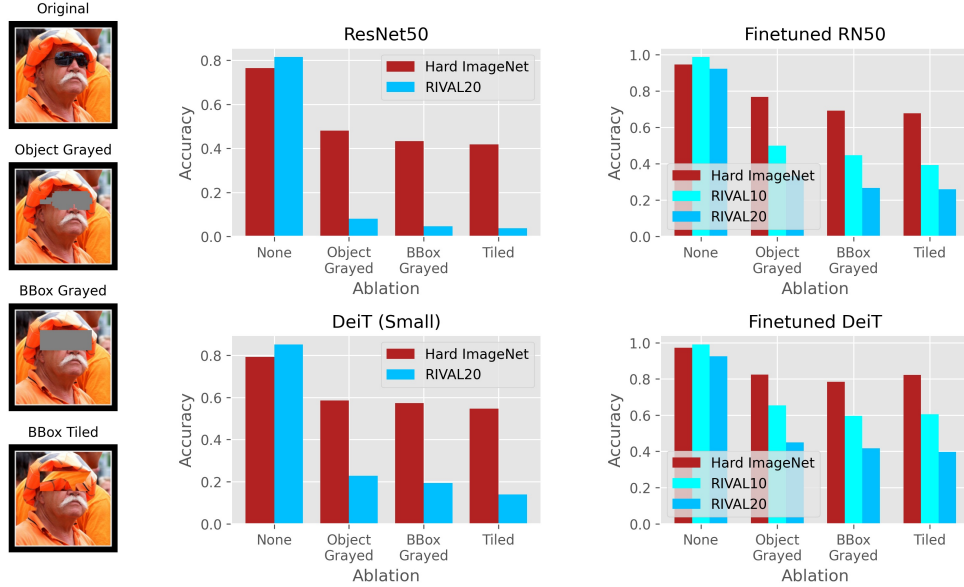 Original
Object Grayed
BBox Grayed
BBox Tiled
ResNet50
Accuracy
0.8
0.6
0.4
0.2
0.0
Hard ImageNet
RIVAL20
None
Object
Grayed
BBox
Grayed
Tiled
Ablation
Finetuned RN50
Accuracy
1.0
0.8
0.6
0.4
0.2
0.0
Hard ImageNet
RIVAL10
RIVAL20
None
Object
Grayed
BBox
Grayed
Tiled
Ablation
DeiT (Small)
Accuracy
0.8
0.6
0.4
0.2
0.0
Hard ImageNet
RIVAL20
None
Object
Grayed
BBox
Grayed
Tiled
Ablation
Finetuned DeiT
Accuracy
1.0
0.8
0.6
0.4
0.2
0.0
Hard ImageNet
RIVAL10
RIVAL20
None
Object
Grayed
BBox
Grayed
Tiled
Ablation